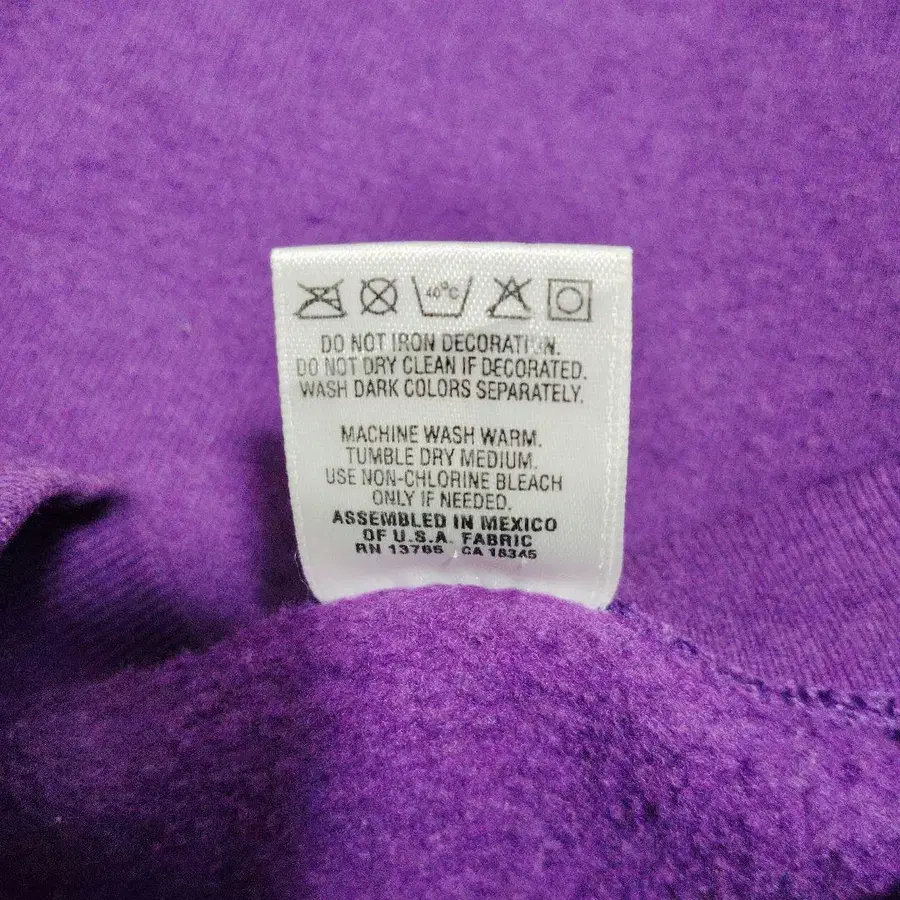 40°C
DO NOT IRON DECORATION.
DO NOT DRY CLEAN IF DECORATED.
WASH DARK COLORS SEPARATELY.
MACHINE WASH WARM.
TUMBLE DRY MEDIUM.
USE NON-CHLORINE BLEACH
ONLY IF NEEDED.
ASSEMBLED IN MEXICO
OF U.S.A. FABRIC
RN 13765 CA 18345